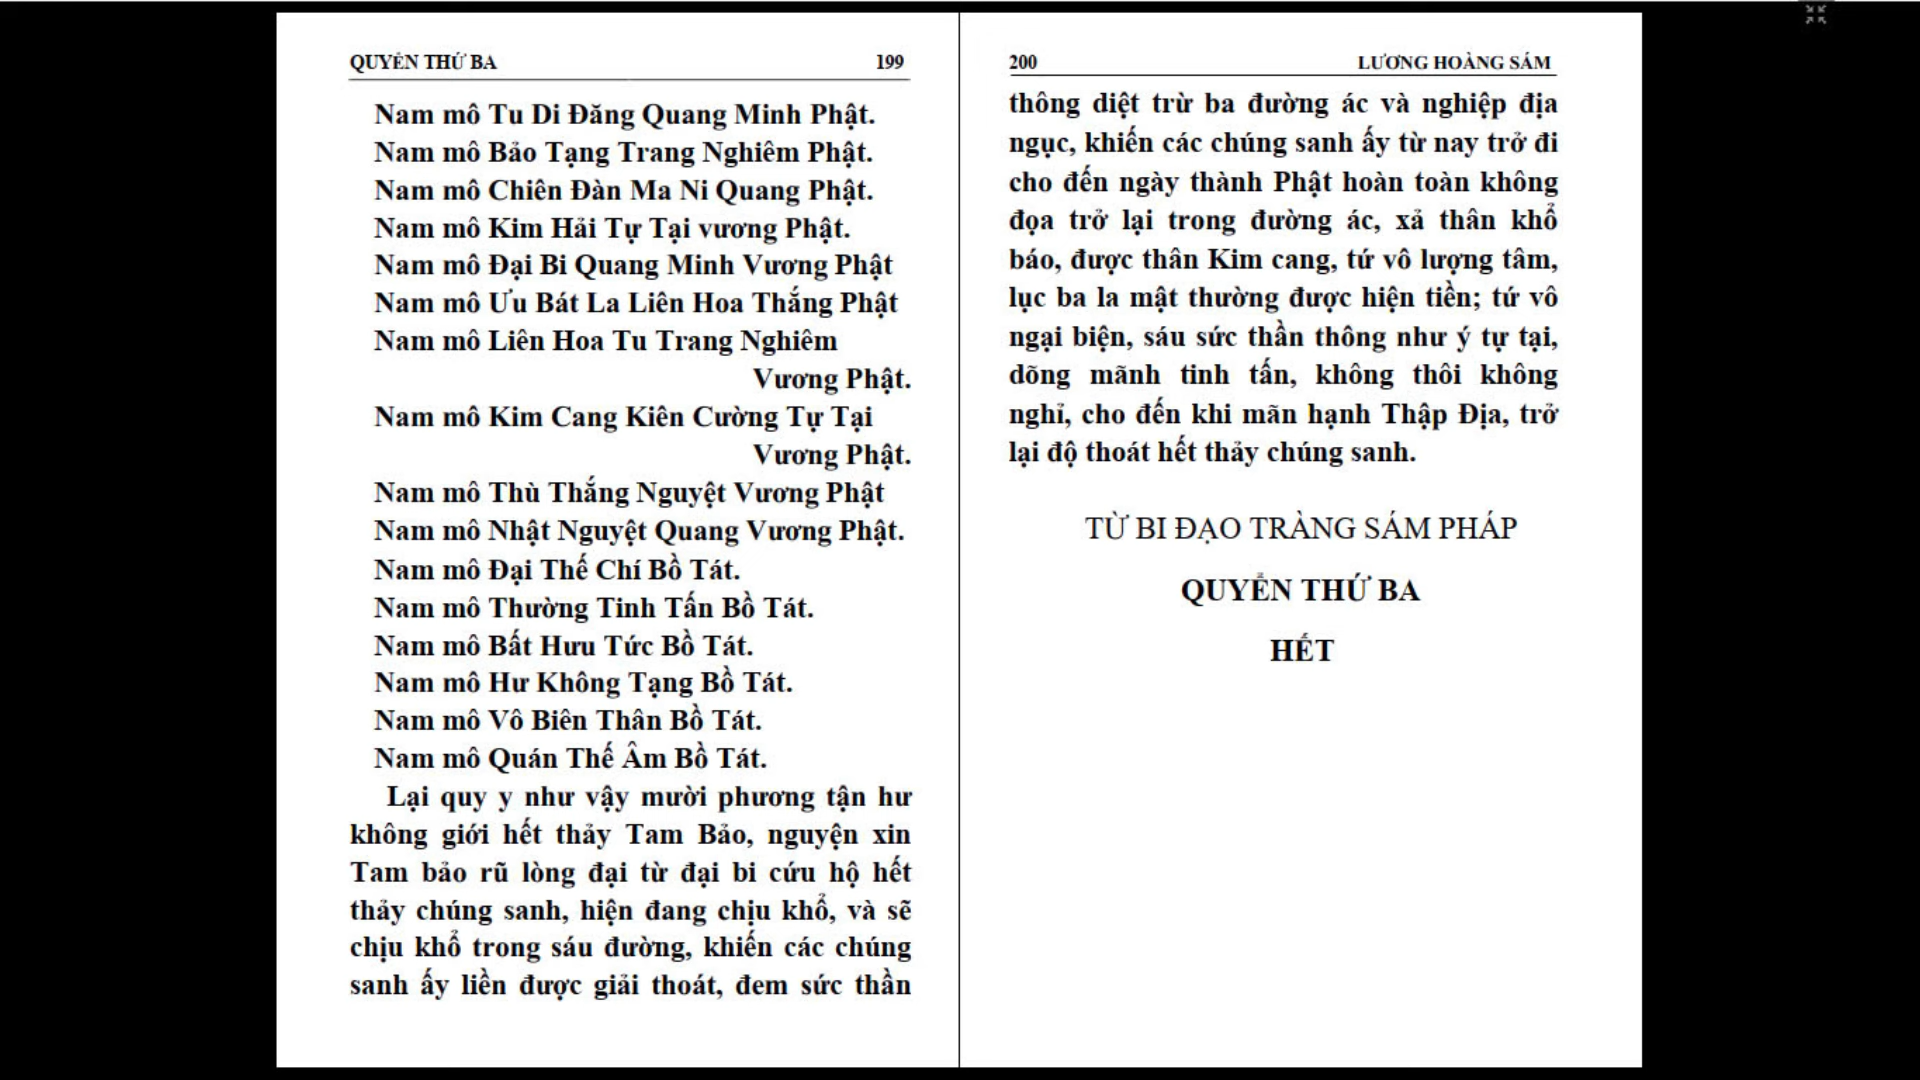 QUYỂN THỨ BA 199
Nam mô Tu Di Đăng Quang Minh Phật.
Nam mô Bảo Tạng Trang Nghiêm Phật.
Nam mô Chiên Đàn Ma Ni Quang Phật.
Nam mô Kim Hải Tự Tại vương Phật.
Nam mô Đại Bi Quang Minh Vương Phật
Nam mô Ưu Bát La Liên Hoa Thắng Phật
Nam mô Liên Hoa Tu Trang Nghiêm
Vương Phật.
Nam mô Kim Cang Kiên Cường Tự Tại
Vương Phật.
Nam mô Thù Thắng Nguyệt Vương Phật
Nam mô Nhật Nguyệt Quang Vương Phật.
Nam mô Đại Thế Chí Bồ Tát.
Nam mô Thường Tinh Tấn Bồ Tát.
Nam mô Bất Hưu Tức Bồ Tát.
Nam mô Hư Không Tạng Bồ Tát.
Nam mô Vô Biên Thân Bồ Tát.
Nam mô Quán Thế Âm Bồ Tát.
Lại quy y như vậy mười phương tận hư
không giới hết thảy Tam Bảo, nguyện xin
Tam bảo rũ lòng đại từ đại bi cứu hộ hết
thảy chúng sanh, hiện đang chịu khổ, và sẽ
chịu khổ trong sáu đường, khiến các chúng
sanh ấy liền được giải thoát, đem sức thần
200 LƯƠNG HOÀNG SÁM
thông diệt trừ ba đường ác và nghiệp địa
ngục, khiến các chúng sanh ấy từ nay trở đi
cho đến ngày thành Phật hoàn toàn không
đọa trở lại trong đường ác, xả thân khổ
báo, được thân Kim cang, tứ vô lượng tâm,
lục ba la mật thường được hiện tiền; tứ vô
ngại biện, sáu sức thần thông như ý tự tại,
dõng mãnh tinh tấn, không thôi không
nghỉ, cho đến khi mãn hạnh Thập Địa, trở
lại độ thoát hết thảy chúng sanh.
TỪ BI ĐẠO TRÀNG SÁM PHÁP
QUYỂN THỨ BA
HẾT